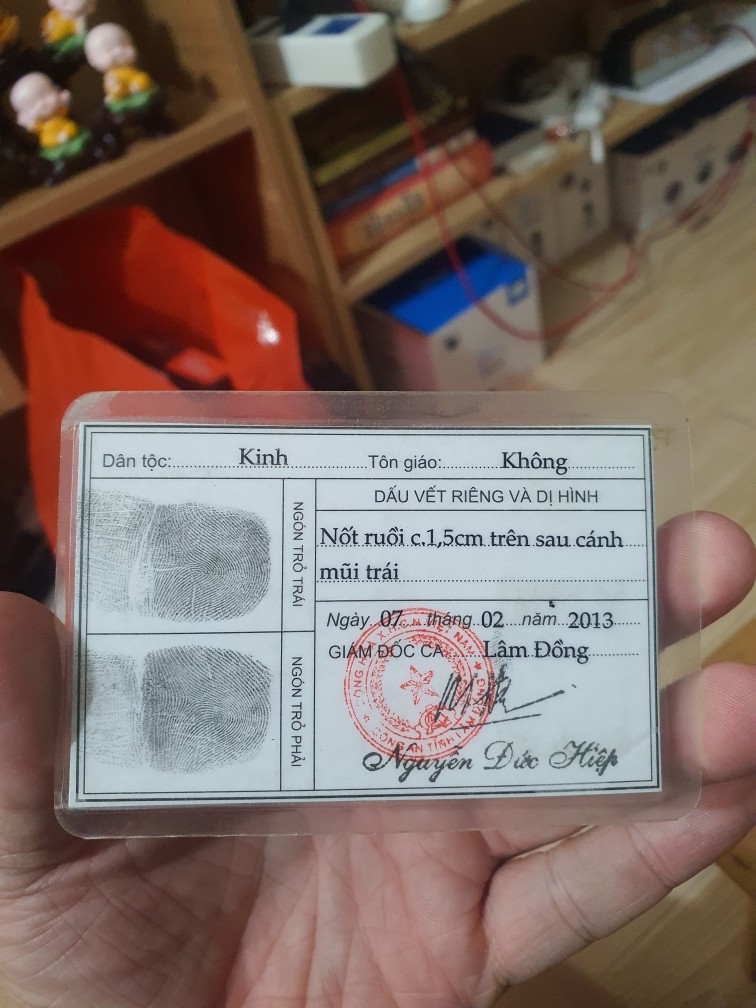 Dân tộc: Kinh Tôn giáo: Không
NGÓN TRỎ TRÁI
NGÓN TRỎ PHẢI
DẤU VẾT RIÊNG VÀ DỊ HÌNH
Nốt ruồi c.1,5cm trên sau cánh
mũi trái
Ngày 07 tháng 02 năm 2013
GIÁM ĐỐC CA Lâm Đồng
Nguyễn Đức Hiệp